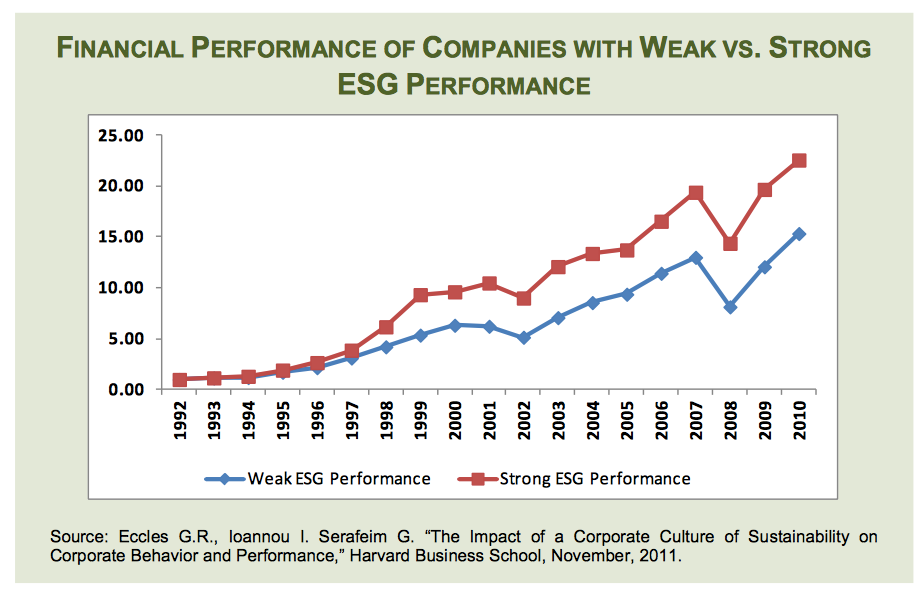 FINANCIAL PERFORMANCE OF COMPANIES WITH WEAK VS. STRONG
ESG PERFORMANCE
25.00
20.00
15.00
10.00
5.00
0.00
1992 1993 1994 1995 1996 1997 1998 1999 2000 2001 2002 2003 2004 2005 2006 2007 2008 2009 2010
Weak ESG Performance Strong ESG Performance
Source: Eccles G.R., Ioannou I. Serafeim G. “The Impact of a Corporate Culture of Sustainability on
Corporate Behavior and Performance,” Harvard Business School, November, 2011.